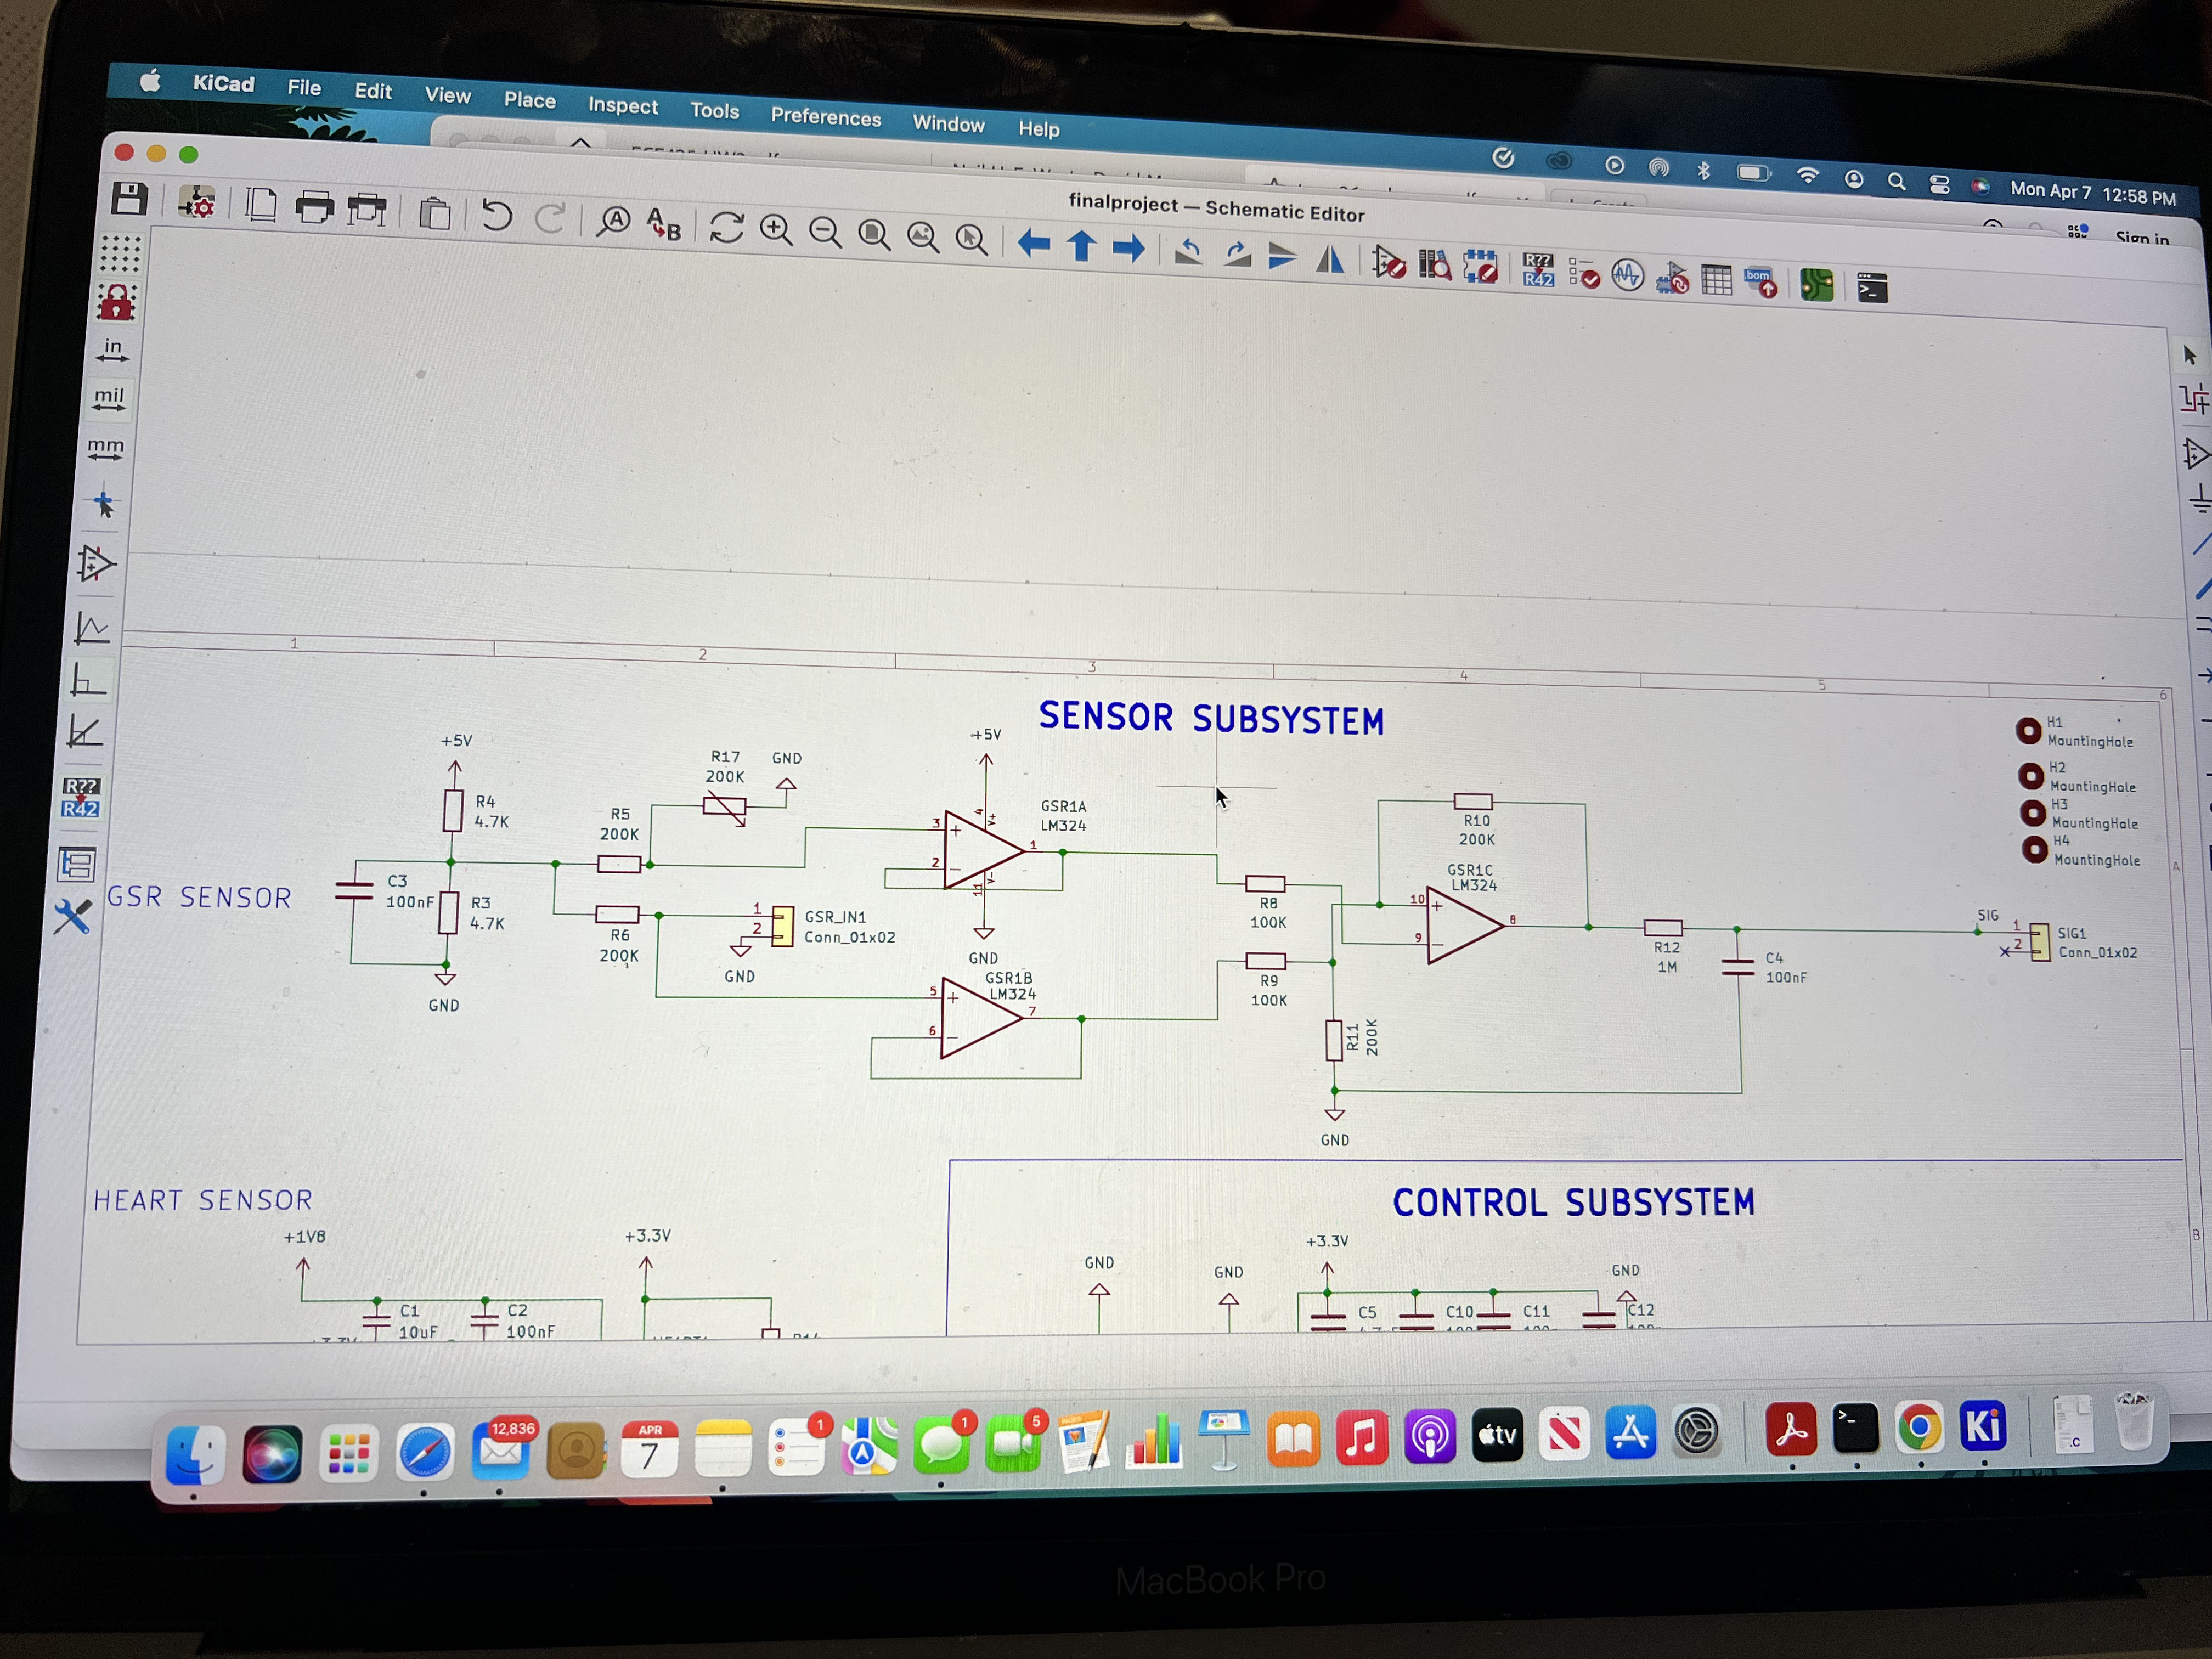 KiCad File Edit View Place Inspect Tools Preferences Window Help
Mon Apr 7 12:58 PM
finalproject — Schematic Editor
Sign in
A
A B
R??
R42
bom
>_
in
mil
mm
R??
R42
1 2 3 4 5 6
SENSOR SUBSYSTEM
H1
MountingHole
H2
MountingHole
H3
MountingHole
H4
MountingHole
A
+5V
R4
4.7K
R5
200K
R17
200K
GND
+5V
GSR1A
LM324
3
2
1
4
V+
11
V-
GND
GSR SENSOR
C3
100nF
R3
4.7K
GND
R6
200K
1
2
GSR_IN1
Conn_01x02
GND
GSR1B
LM324
5
6
7
R8
100K
R9
100K
R10
200K
GSR1C
LM324
10
9
8
R11
200K
GND
R12
1M
C4
100nF
SIG
1
2
SIG1
Conn_01x02
HEART SENSOR
+1V8
C1
10uF
C2
100nF
+3.3V
CONTROL SUBSYSTEM
GND
GND
+3.3V
GND
C5
C10
C11
C12
B
12,836
APR
7
1
1
5
tv
>_
Ki
.C
MacBook Pro